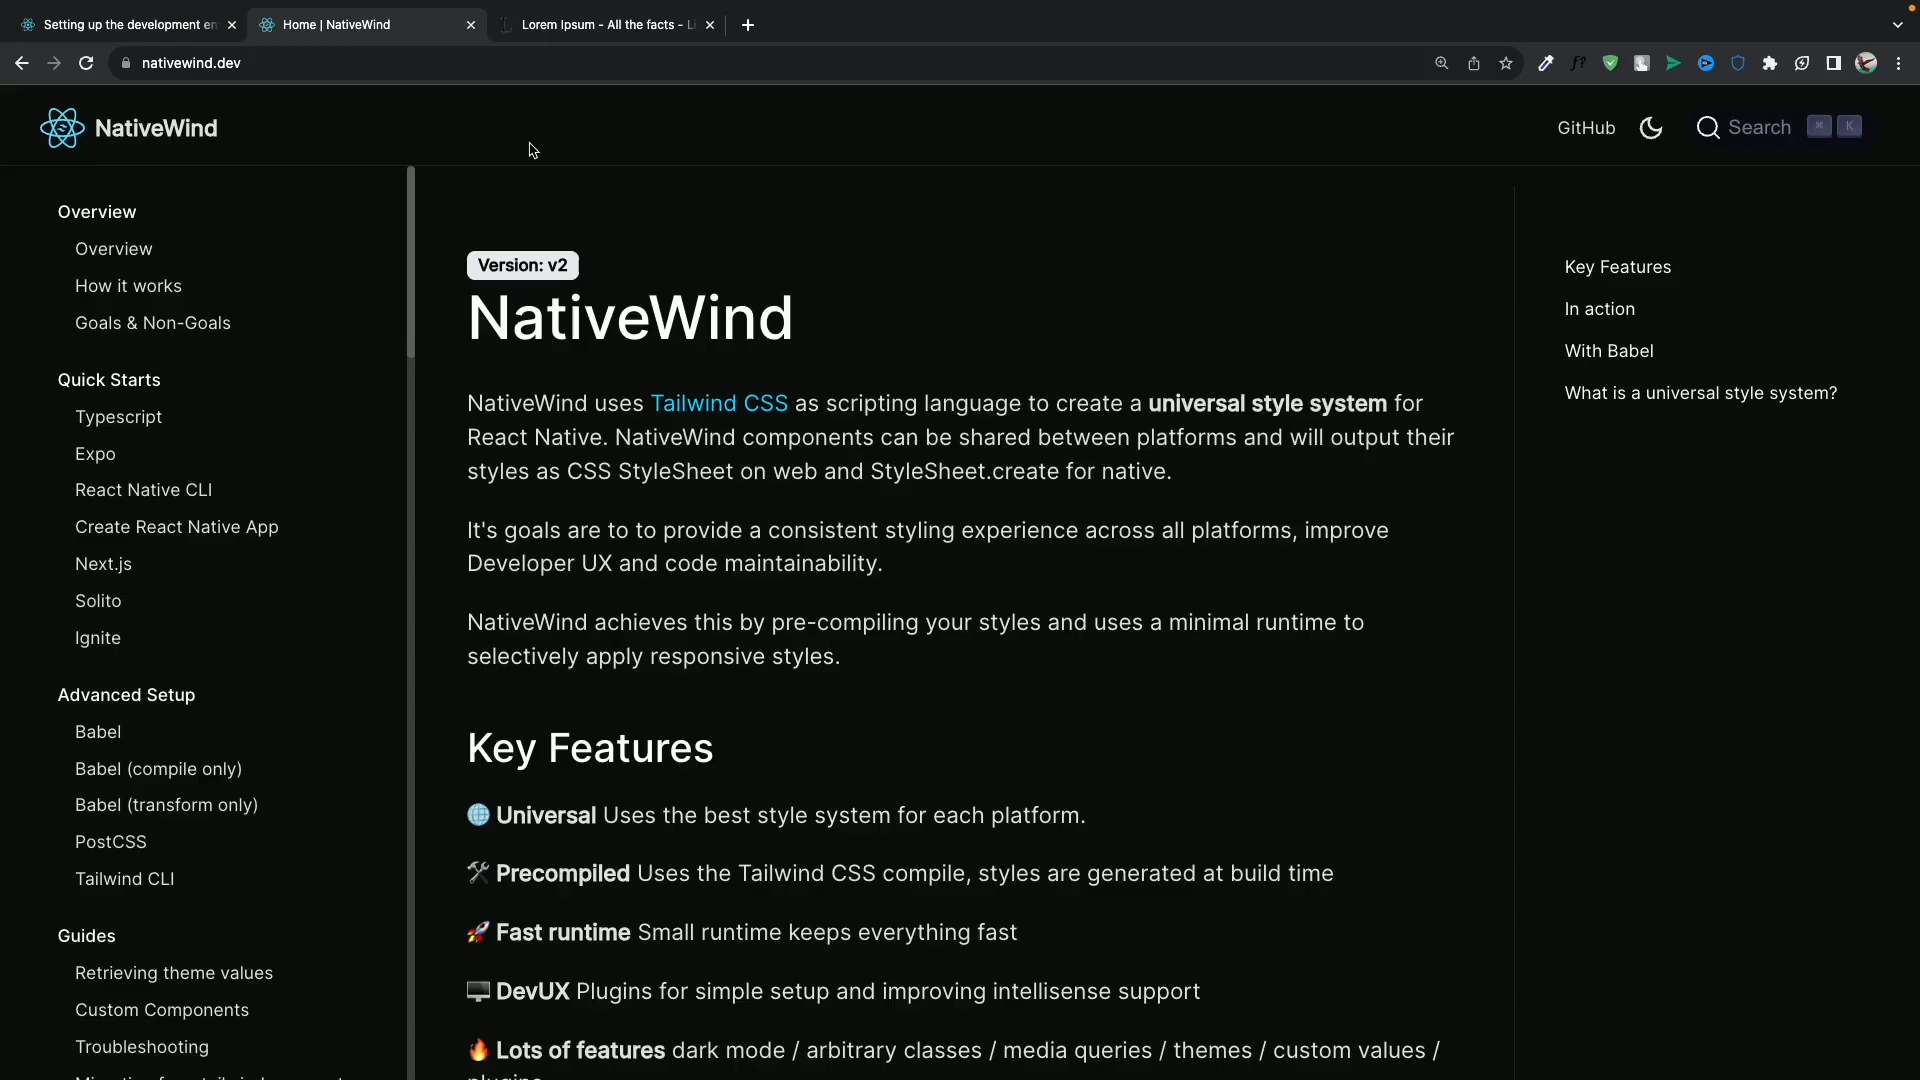 Setting up the development en
Home | NativeWind
Lorem Ipsum - All the facts - Li
nativewind.dev
NativeWind
GitHub
Search
⌘ K
Overview
Overview
How it works
Goals & Non-Goals
Quick Starts
Typescript
Expo
React Native CLI
Create React Native App
Next.js
Solito
Ignite
Advanced Setup
Babel
Babel (compile only)
Babel (transform only)
PostCSS
Tailwind CLI
Guides
Retrieving theme values
Custom Components
Troubleshooting
Version: v2
NativeWind
NativeWind uses Tailwind CSS as scripting language to create a universal style system for
React Native. NativeWind components can be shared between platforms and will output their
styles as CSS StyleSheet on web and StyleSheet.create for native.
It's goals are to to provide a consistent styling experience across all platforms, improve
Developer UX and code maintainability.
NativeWind achieves this by pre-compiling your styles and uses a minimal runtime to
selectively apply responsive styles.
Key Features
🌐 Universal Uses the best style system for each platform.
🛠 Precompiled Uses the Tailwind CSS compile, styles are generated at build time
🚀 Fast runtime Small runtime keeps everything fast
🖥 DevUX Plugins for simple setup and improving intellisense support
🔥 Lots of features dark mode / arbitrary classes / media queries / themes / custom values /
plugins
Key Features
In action
With Babel
What is a universal style system?